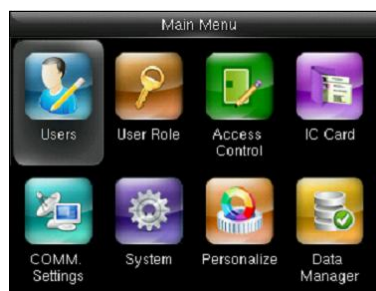 Main Menu
Users
User Role
Access
Control
IC Card
COMM.
Settings
System
Personalize
Data
Manager